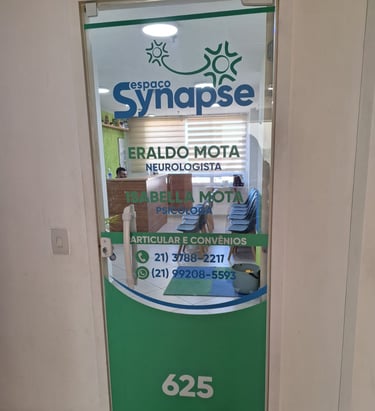 espaço
Synapse
ERALDO MOTA
NEUROLOGISTA
ISABELLA MOTA
PSICÓLOGA
PARTICULAR E CONVÊNIOS
21) 3788-2217
(21) 99208-5593
625